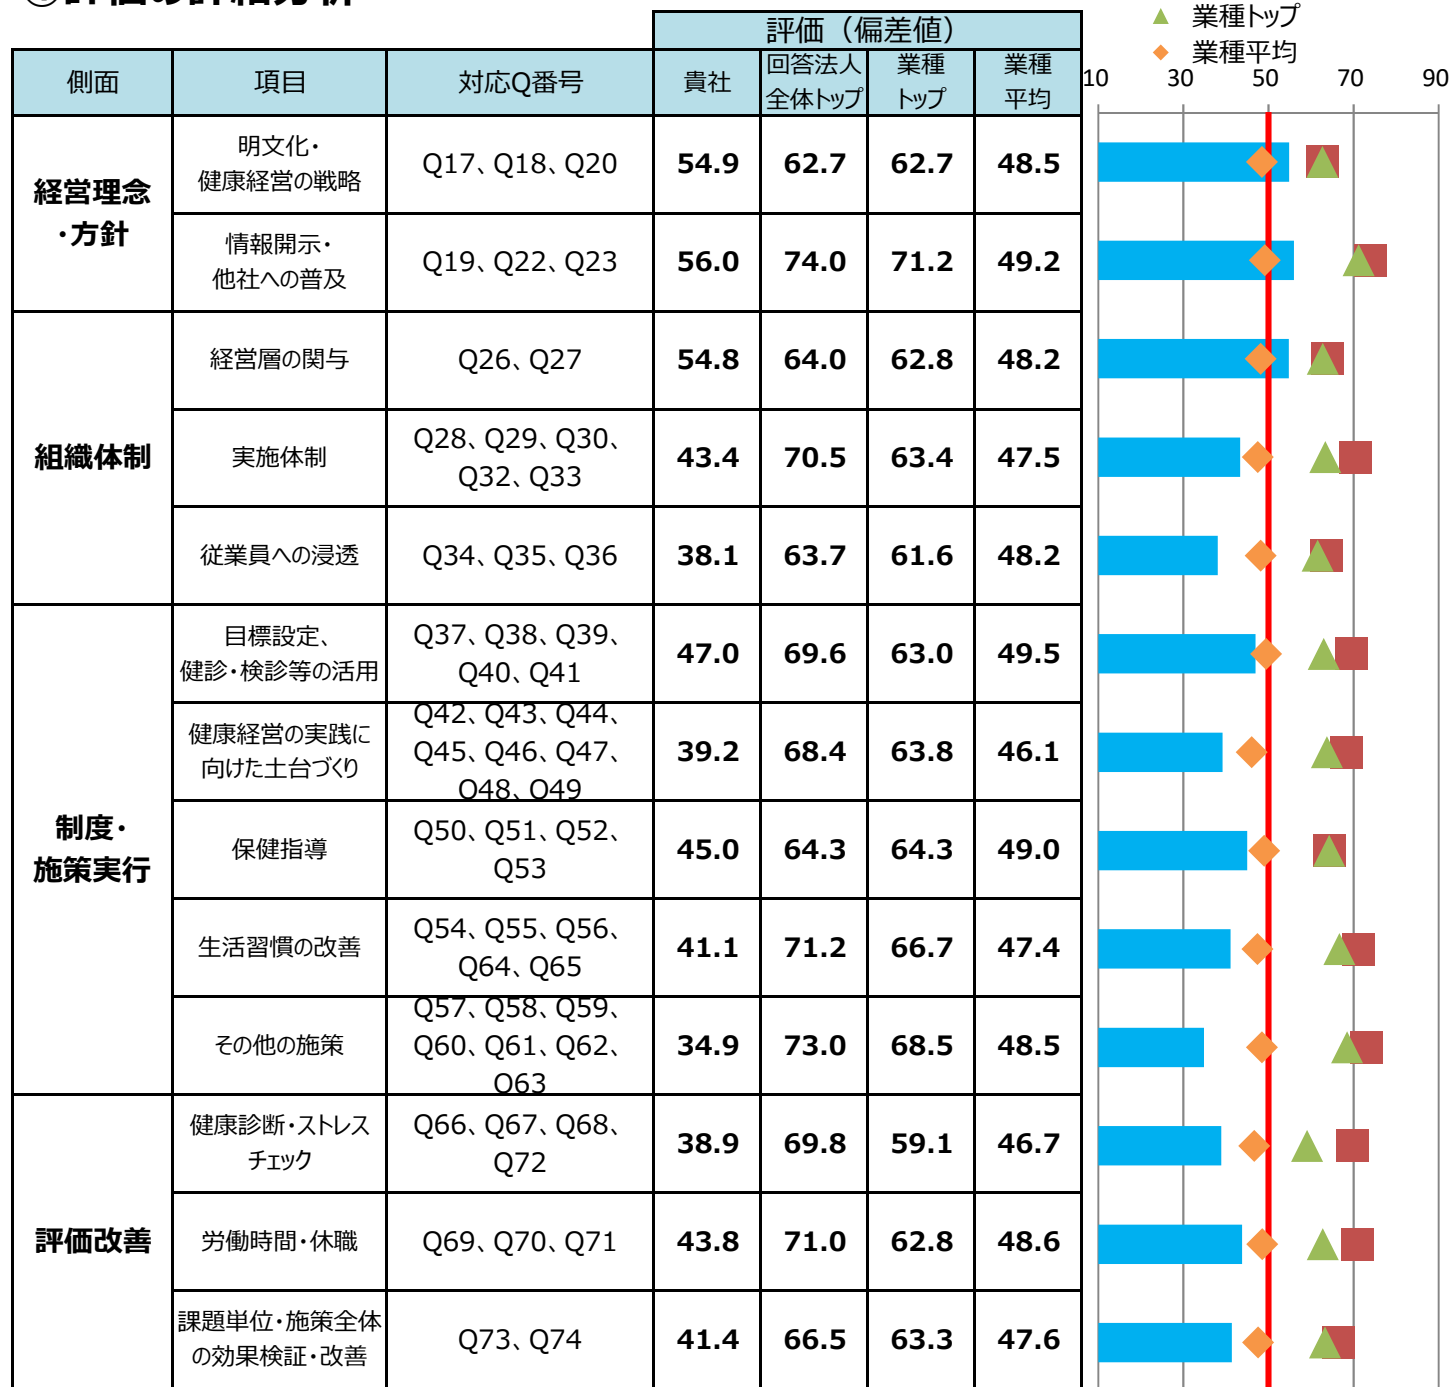 評価（偏差値）
▲ 業種トップ
◆ 業種平均
側面 項目 対応Q番号 貴社 回答法人 業種 業種
全体トップ トップ 平均
10 30 50 70 90
経営理念
・方針
明文化・
健康経営の戦略
Q17、Q18、Q20 54.9 62.7 62.7 48.5
情報開示・
他社への普及
Q19、Q22、Q23 56.0 74.0 71.2 49.2
組織体制
経営層の関与 Q26、Q27 54.8 64.0 62.8 48.2
実施体制
Q28、Q29、Q30、
Q32、Q33
43.4 70.5 63.4 47.5
従業員への浸透 Q34、Q35、Q36 38.1 63.7 61.6 48.2
制度・
施策実行
目標設定、
健診・検診等の活用
Q37、Q38、Q39、
Q40、Q41
47.0 69.6 63.0 49.5
健康経営の実践に
向けた土台づくり
Q42、Q43、Q44、
Q45、Q46、Q47、
Q48、Q49
39.2 68.4 63.8 46.1
保健指導
Q50、Q51、Q52、
Q53
45.0 64.3 64.3 49.0
生活習慣の改善
Q54、Q55、Q56、
Q64、Q65
41.1 71.2 66.7 47.4
その他の施策
Q57、Q58、Q59、
Q60、Q61、Q62、
Q63
34.9 73.0 68.5 48.5
評価改善
健康診断・ストレス
チェック
Q66、Q67、Q68、
Q72
38.9 69.8 59.1 46.7
労働時間・休職 Q69、Q70、Q71 43.8 71.0 62.8 48.6
課題単位・施策全体
の効果検証・改善
Q73、Q74 41.4 66.5 63.3 47.6